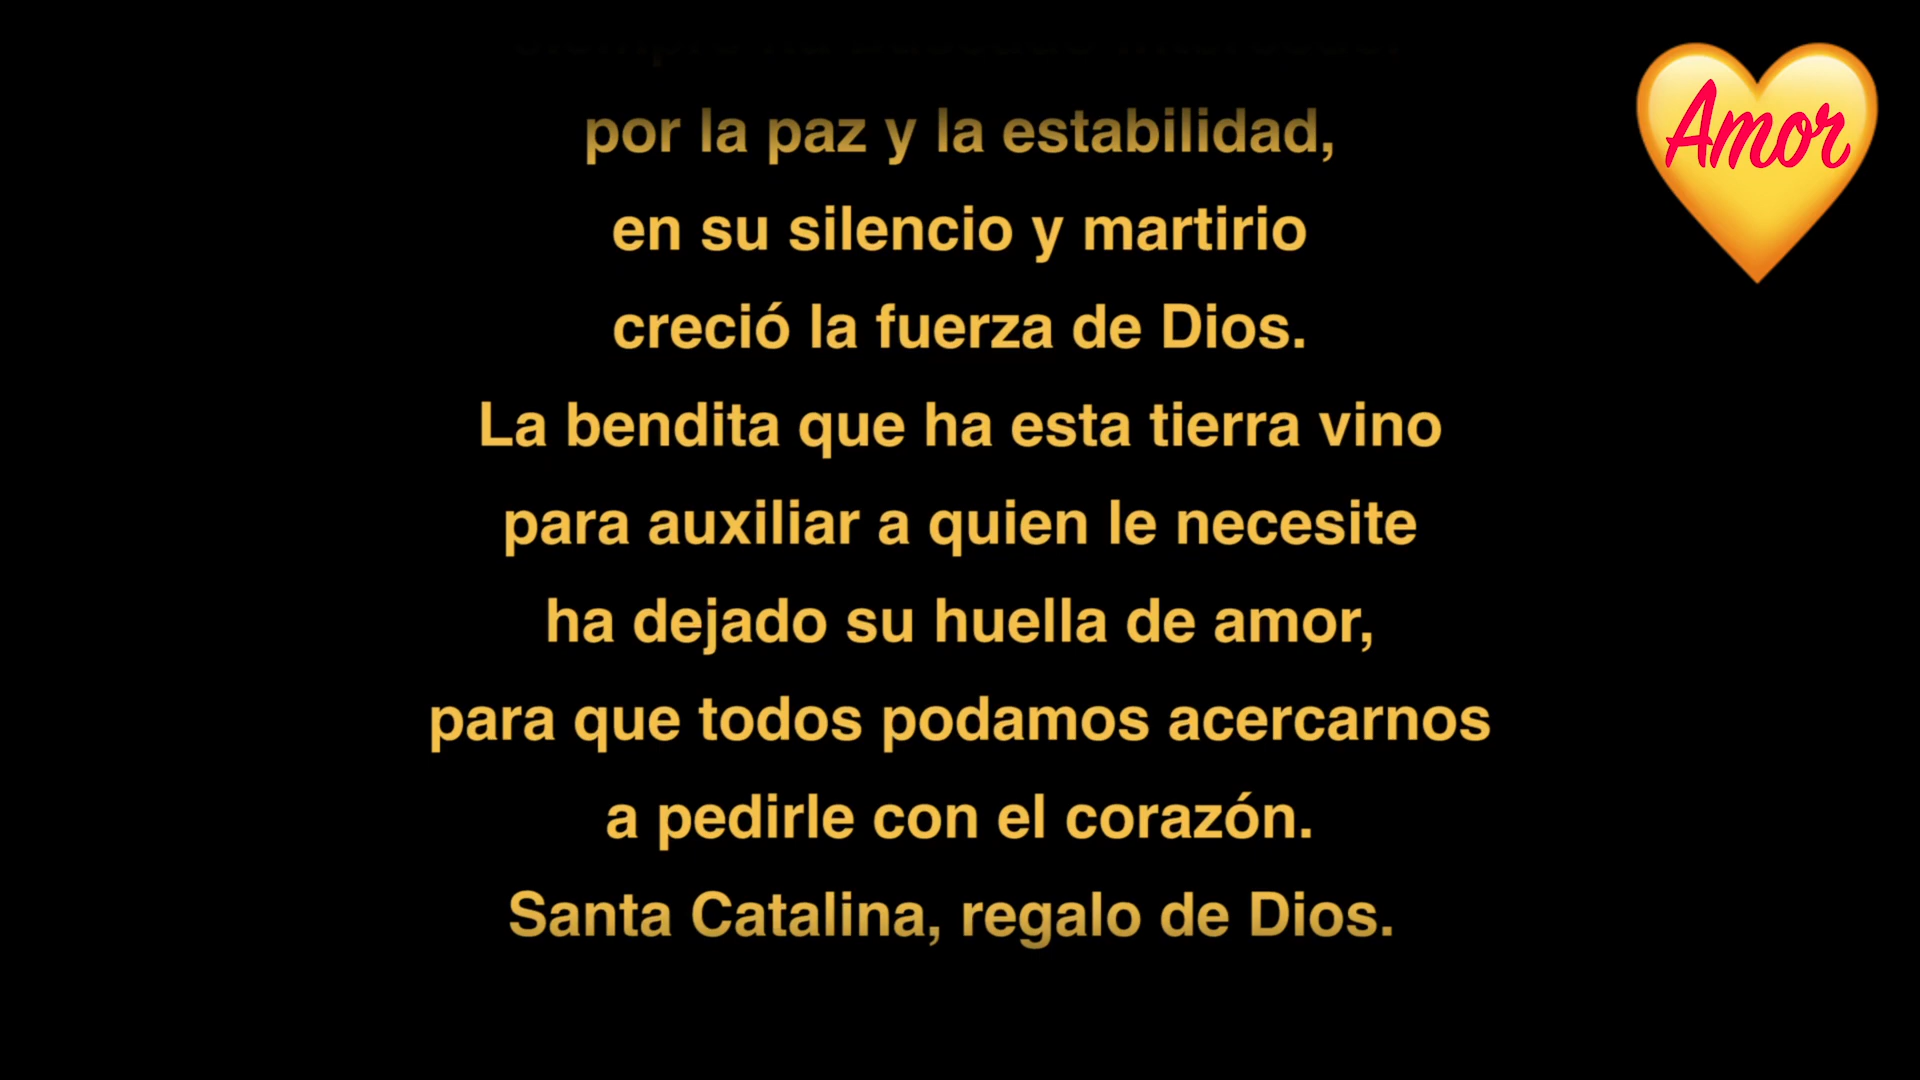 por la paz y la estabilidad,
en su silencio y martirio
creció la fuerza de Dios.
La bendita que ha esta tierra vino
para auxiliar a quien le necesite
ha dejado su huella de amor,
para que todos podamos acercarnos
a pedirle con el corazón.
Santa Catalina, regalo de Dios.
Amor